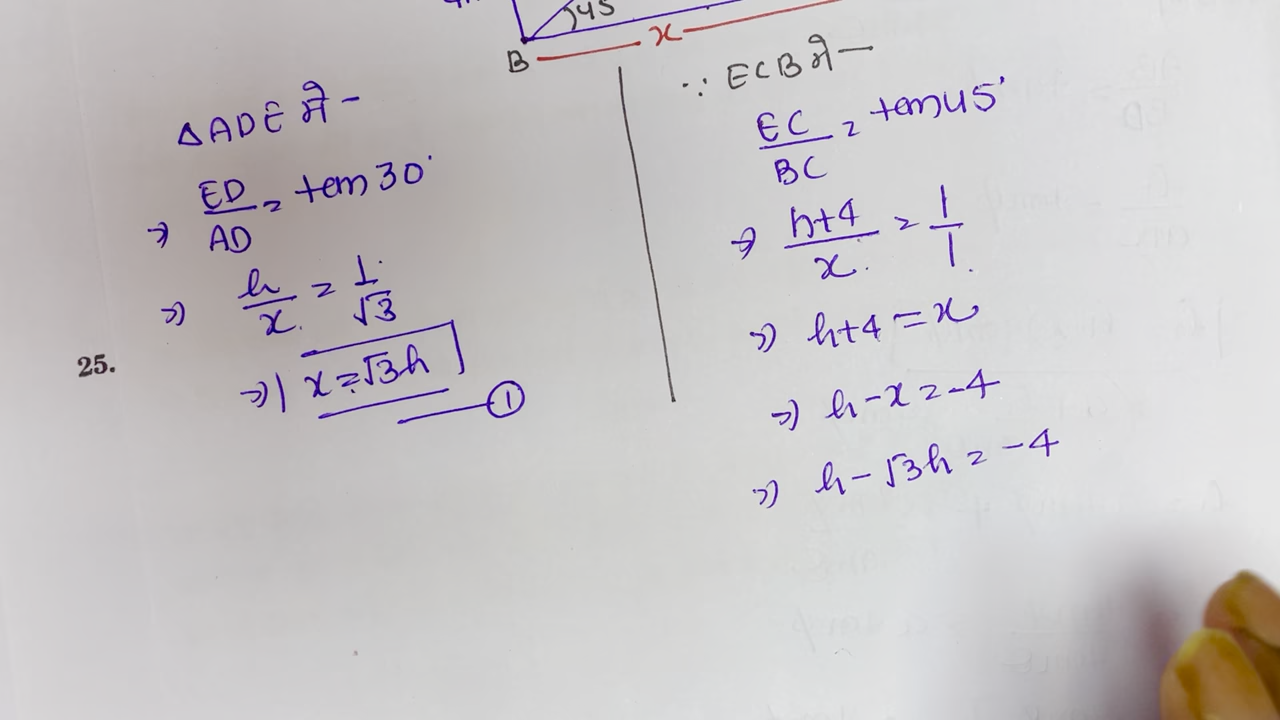 45
B x
ΔADE में -
⇒ ED/AD = tan 30°
⇒ h/x = 1/√3
25.
⇒ x = √3h
①
∵ ECB में -
EC/BC = tan 45°
⇒ h+4/x = 1/1
⇒ h+4 = x
⇒ h-x = -4
⇒ h-√3h = -4